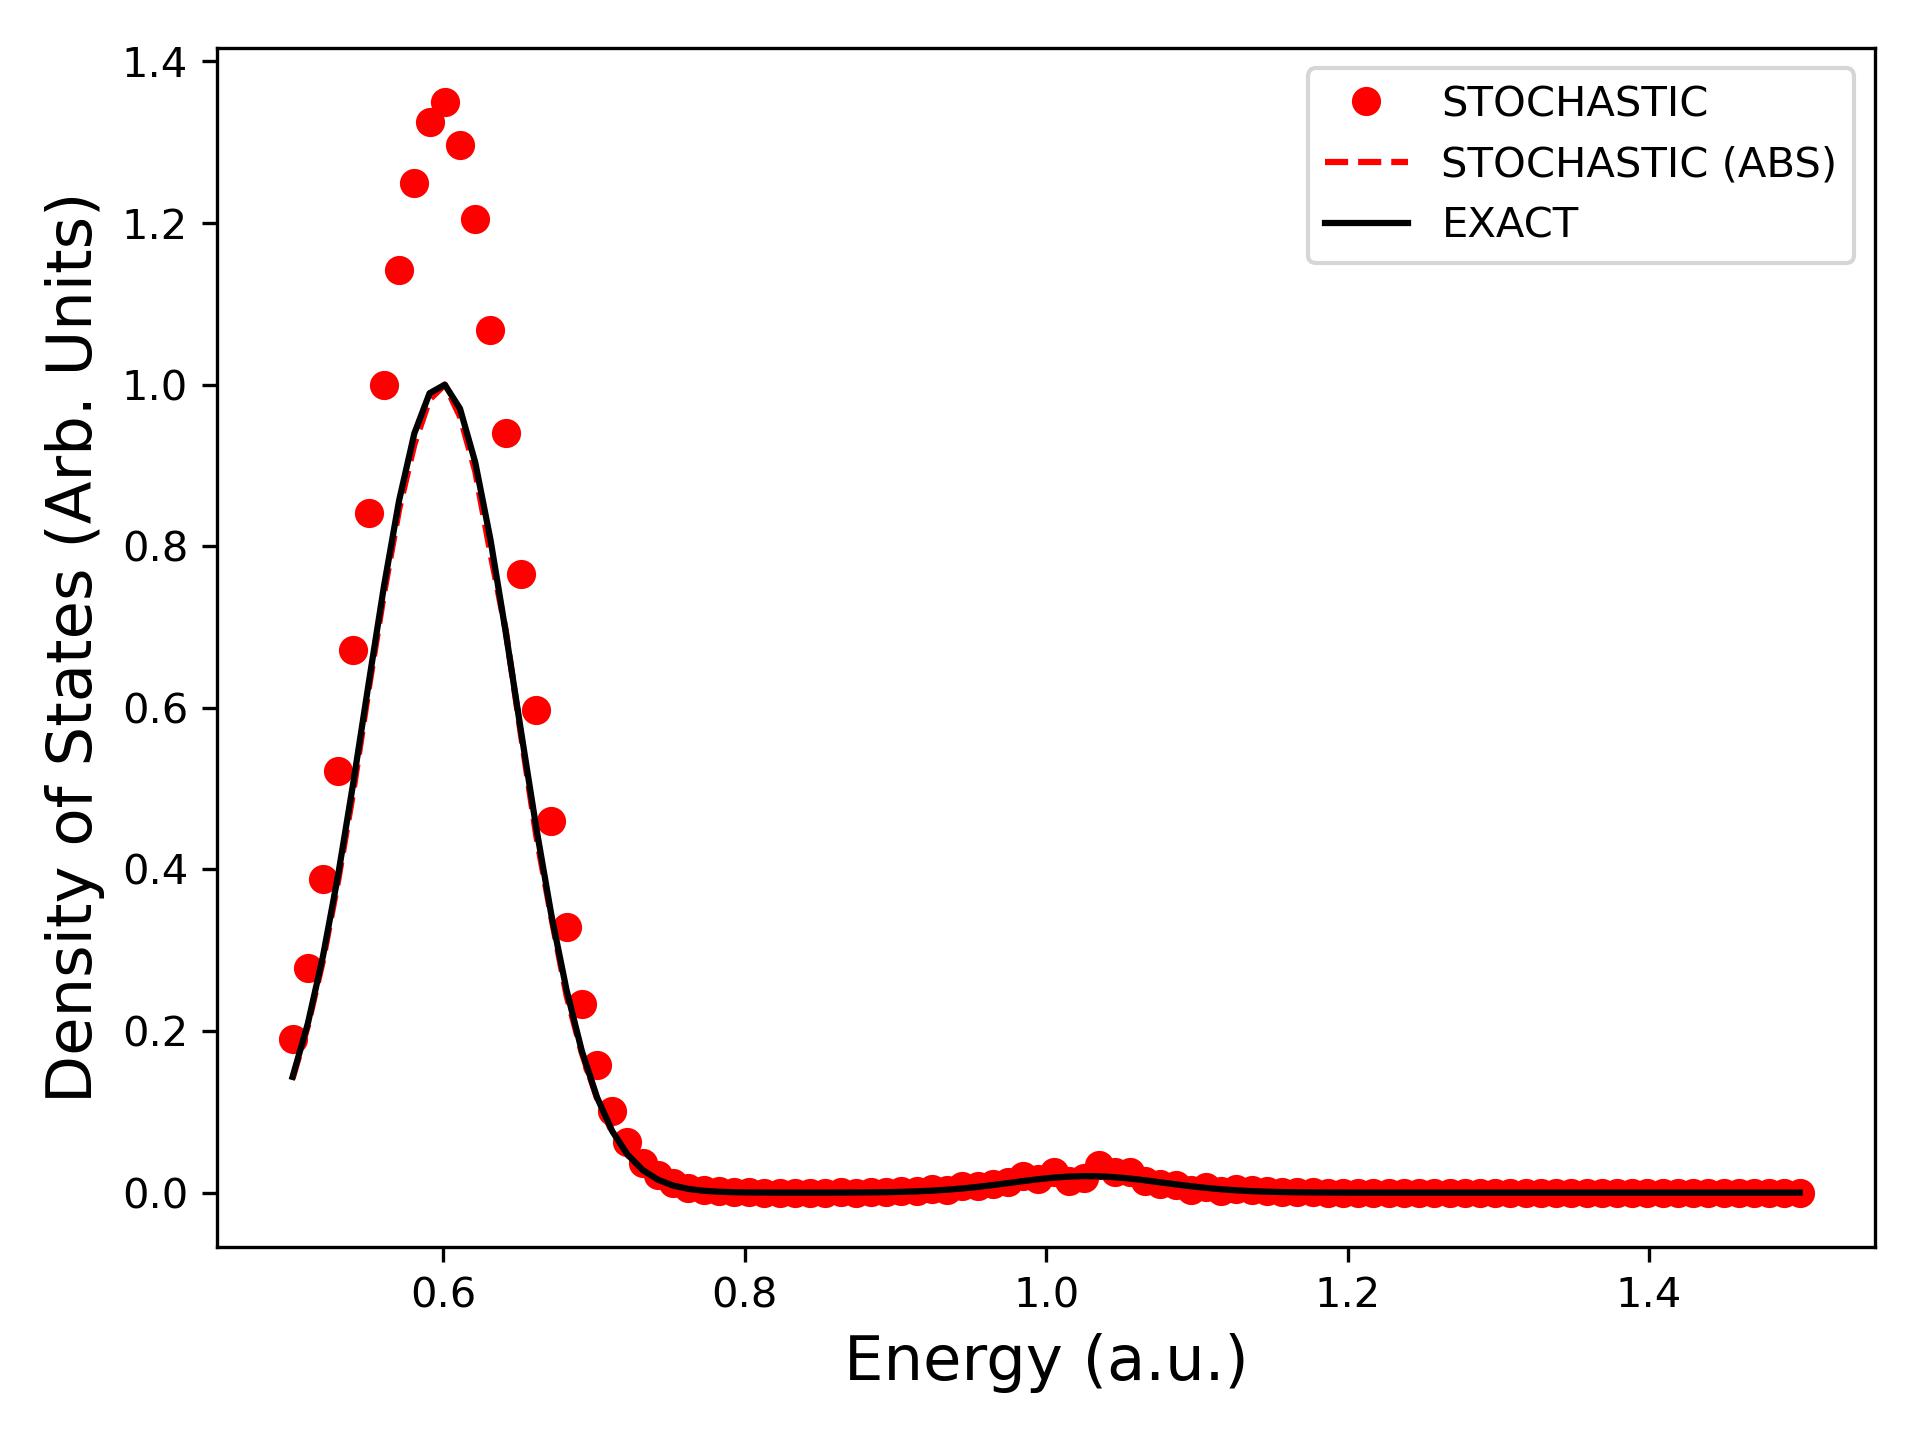 1.4
1.2
1.0
0.8
0.6
0.4
0.2
0.0
Density of States (Arb. Units)
STOCHASTIC
STOCHASTIC (ABS)
EXACT
0.6 0.8 1.0 1.2 1.4
Energy (a.u.)